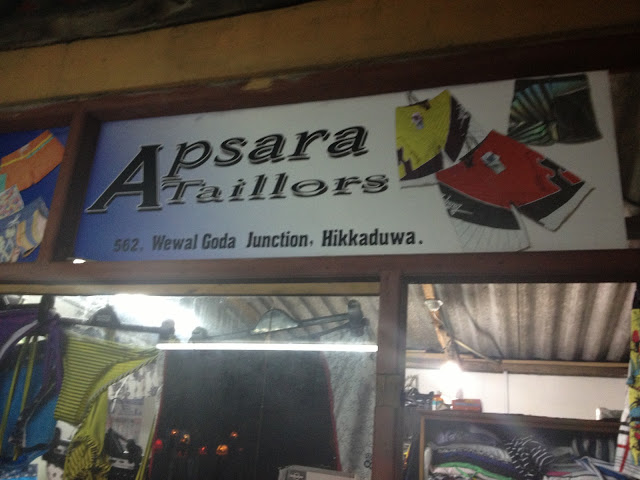 Apsara
Taillors
562, Wewal Goda Junction, Hikkaduwa.